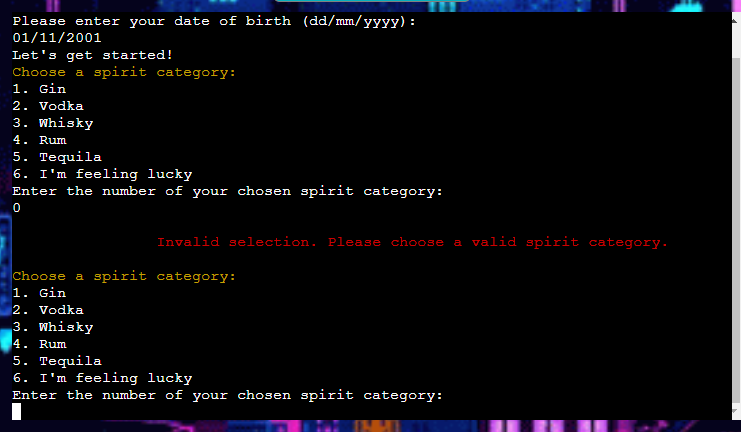 Please enter your date of birth (dd/mm/yyyy):
01/11/2001
Let's get started!
Choose a spirit category:
1. Gin
2. Vodka
3. Whisky
4. Rum
5. Tequila
6. I'm feeling lucky
Enter the number of your chosen spirit category:
0
Invalid selection. Please choose a valid spirit category.
Choose a spirit category:
1. Gin
2. Vodka
3. Whisky
4. Rum
5. Tequila
6. I'm feeling lucky
Enter the number of your chosen spirit category: